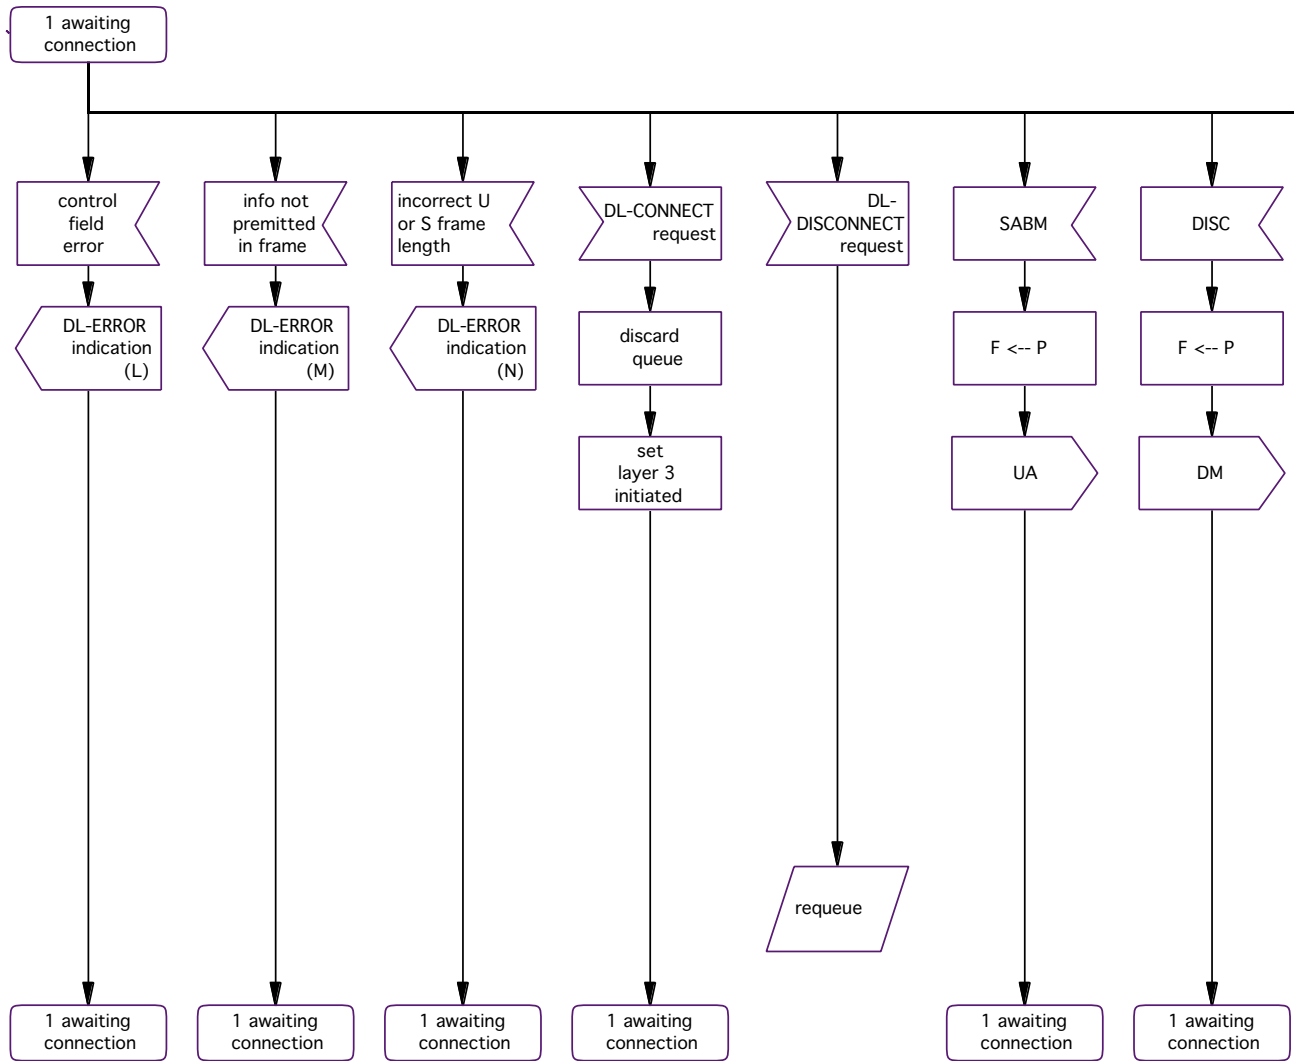 1 awaiting
connection
control
field
error
info not
premitted
in frame
incorrect U
or S frame
length
DL-CONNECT
request
DL-
DISCONNECT
request
SABM
DISC
DL-ERROR
indication
(L)
DL-ERROR
indication
(M)
DL-ERROR
indication
(N)
discard
queue
F <-- P
F <-- P
set
layer 3
initiated
UA
DM
requeue
1 awaiting
connection
1 awaiting
connection
1 awaiting
connection
1 awaiting
connection
1 awaiting
connection
1 awaiting
connection